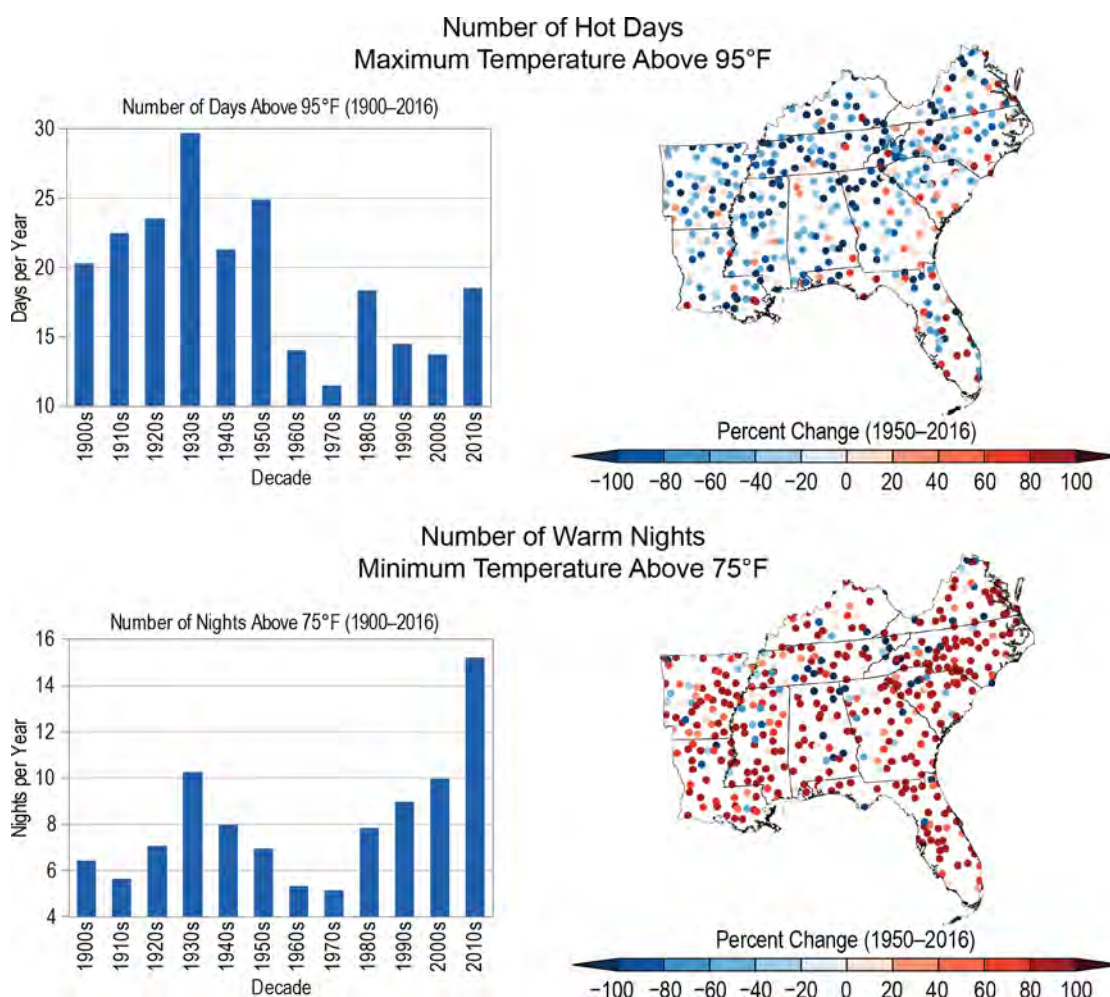 Number of Hot Days
Maximum Temperature Above 95°F
Number of Days Above 95°F (1900–2016)
Days per Year
30
25
20
15
10
1900s
1910s
1920s
1930s
1940s
1950s
1960s
1970s
1980s
1990s
2000s
2010s
Decade
Percent Change (1950–2016)
−100 −80 −60 −40 −20 0 20 40 60 80 100
Number of Warm Nights
Minimum Temperature Above 75°F
Number of Nights Above 75°F (1900–2016)
Nights per Year
16
14
12
10
8
6
4
1900s
1910s
1920s
1930s
1940s
1950s
1960s
1970s
1980s
1990s
2000s
2010s
Decade
Percent Change (1950–2016)
−100 −80 −60 −40 −20 0 20 40 60 80 100